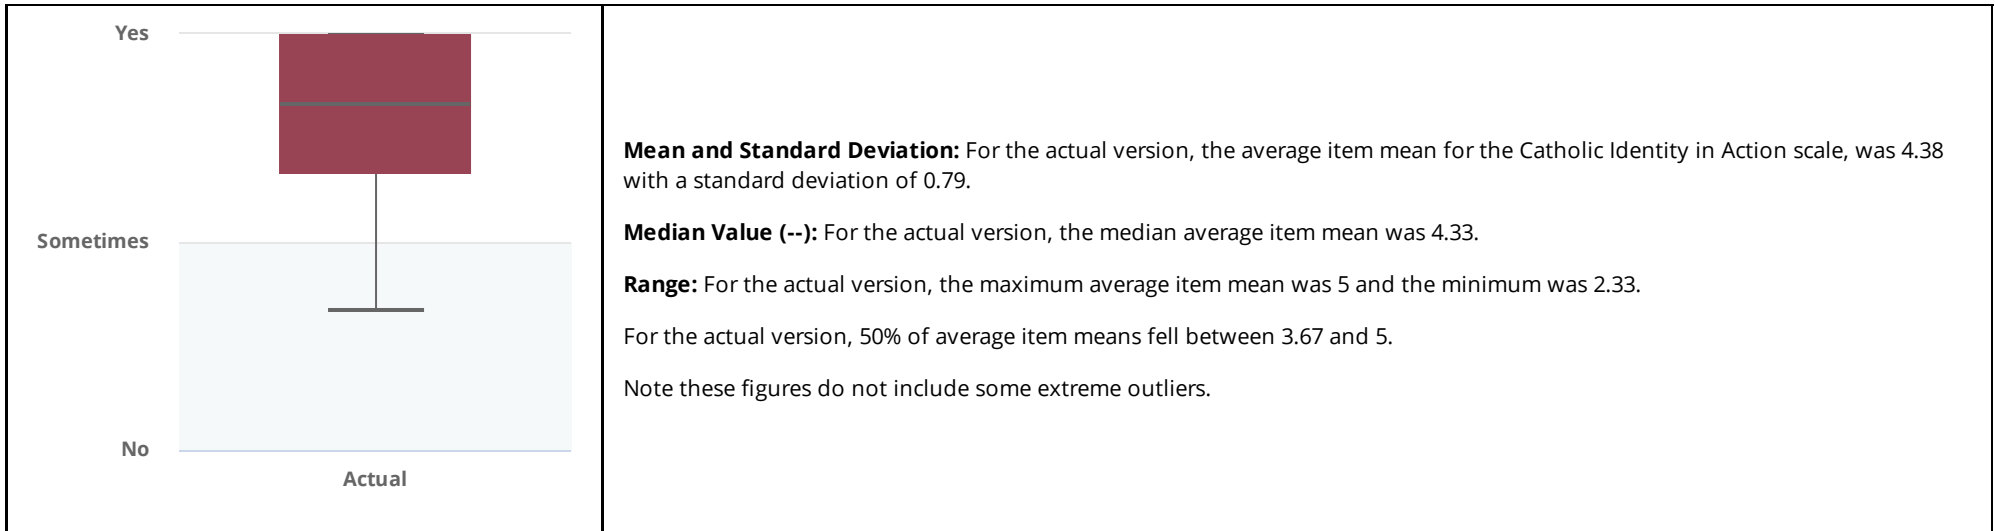 Yes
Sometimes
No
Actual
Mean and Standard Deviation: For the actual version, the average item mean for the Catholic Identity in Action scale, was 4.38
with a standard deviation of 0.79.
Median Value (--): For the actual version, the median average item mean was 4.33.
Range: For the actual version, the maximum average item mean was 5 and the minimum was 2.33.
For the actual version, 50% of average item means fell between 3.67 and 5.
Note these figures do not include some extreme outliers.